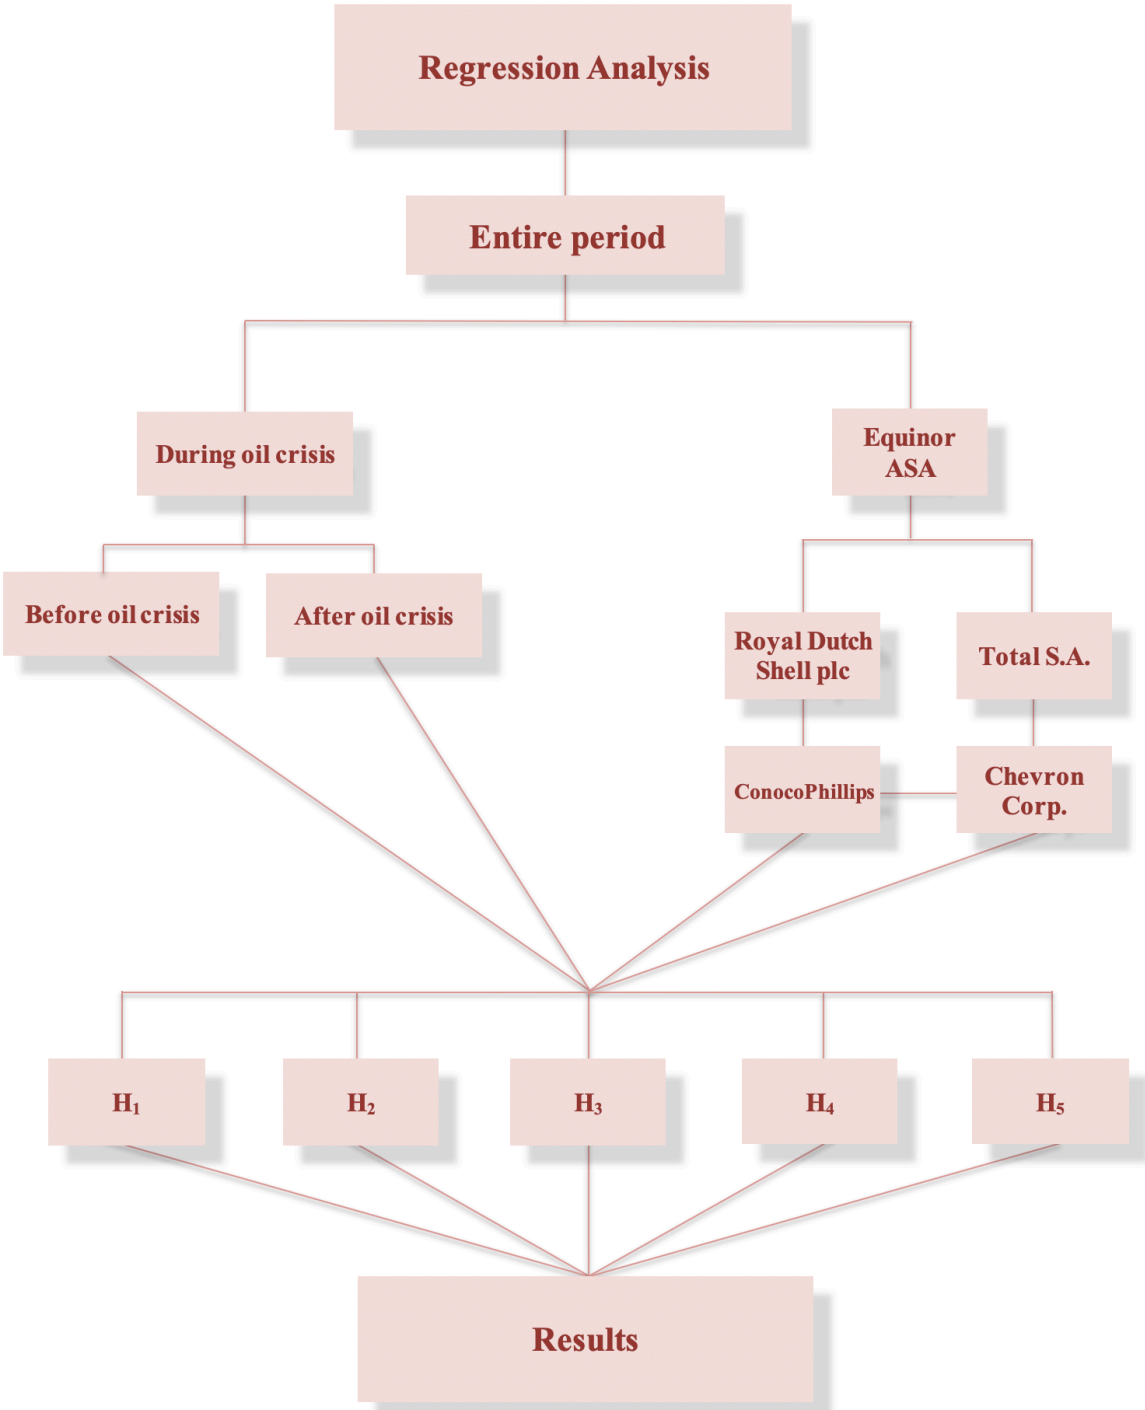 Regression Analysis
Entire period
During oil crisis
Equinor
ASA
Before oil crisis
After oil crisis
Royal Dutch
Shell plc
Total S.A.
ConocoPhillips
Chevron
Corp.
H₁
H₂
H₃
H₄
H₅
Results